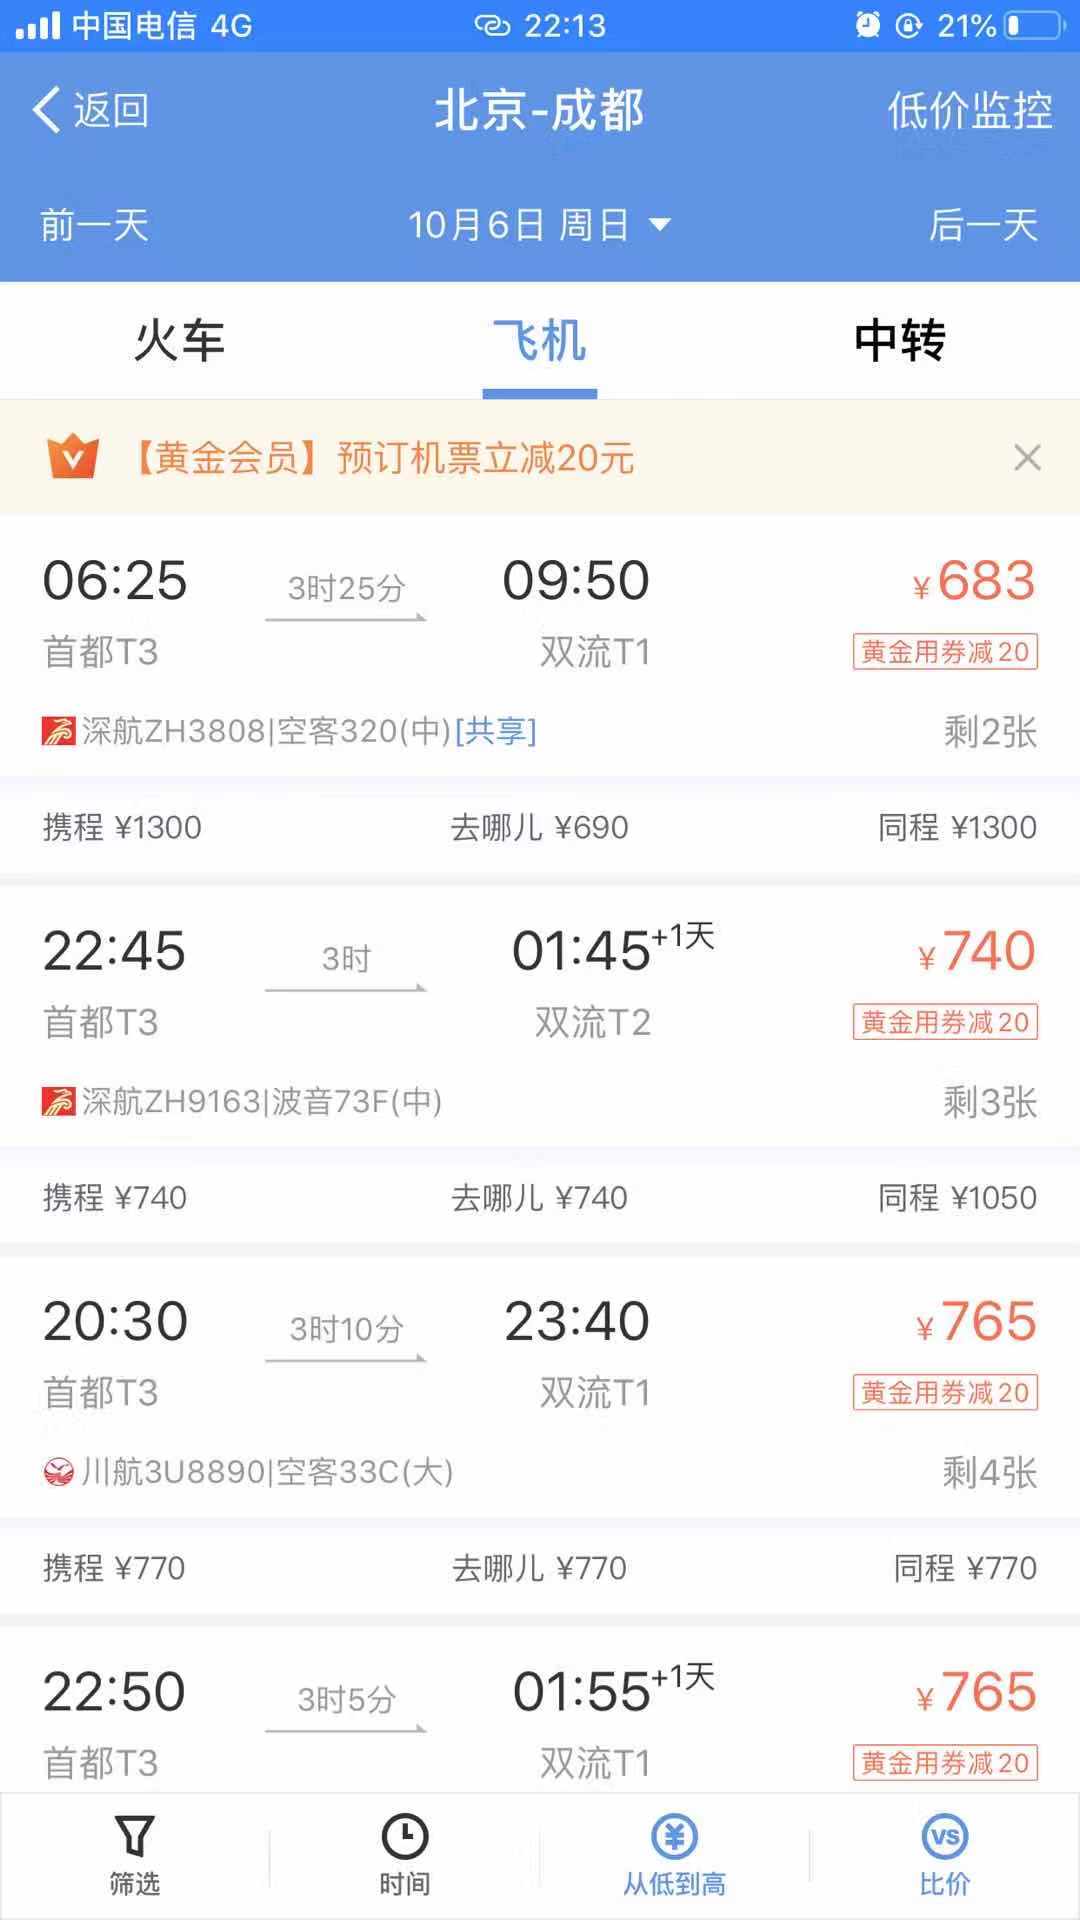 中国电信 4G 22:13 21%
返回 北京-成都 低价监控
前一天 10月6日 周日 后一天
火车 飞机 中转
【黄金会员】预订机票立减20元
06:25 3时25分 09:50 ¥683
首都T3 双流T1 黄金用券减20
深航ZH3808|空客320(中)[共享] 剩2张
携程 ¥1300 去哪儿 ¥690 同程 ¥1300
22:45 3时 01:45+1天 ¥740
首都T3 双流T2 黄金用券减20
深航ZH9163|波音73F(中) 剩3张
携程 ¥740 去哪儿 ¥740 同程 ¥1050
20:30 3时10分 23:40 ¥765
首都T3 双流T1 黄金用券减20
川航3U8890|空客33C(大) 剩4张
携程 ¥770 去哪儿 ¥770 同程 ¥770
22:50 3时5分 01:55+1天 ¥765
首都T3 双流T1 黄金用券减20
¥ VS
筛选 时间 从低到高 比价